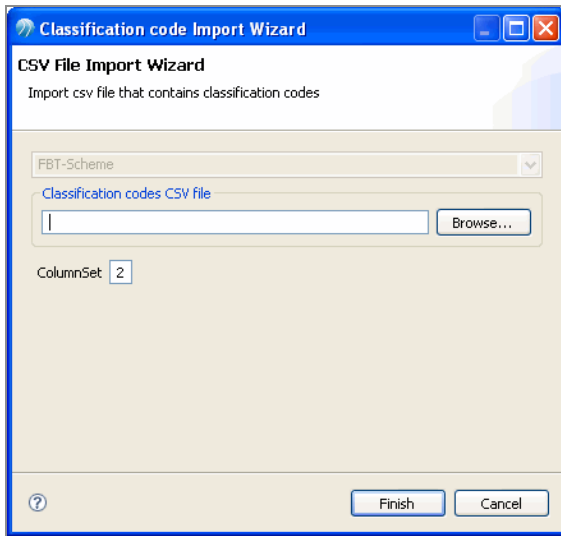 Classification code Import Wizard
CSV File Import Wizard
Import csv file that contains classification codes
FBT-Scheme
Classification codes CSV file
Browse...
ColumnSet 2
?
Finish Cancel